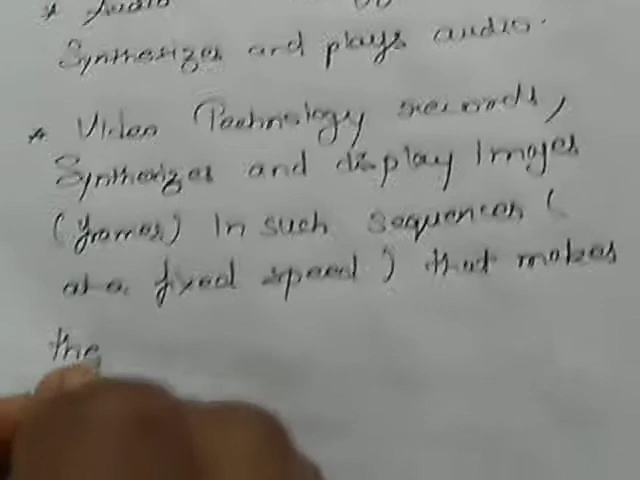 * Audio
Synthesizes and plays audio.
* Video Technology records,
Synthesizes and display Images
(frames) In such sequences (
at a fixed speed) that makes
the